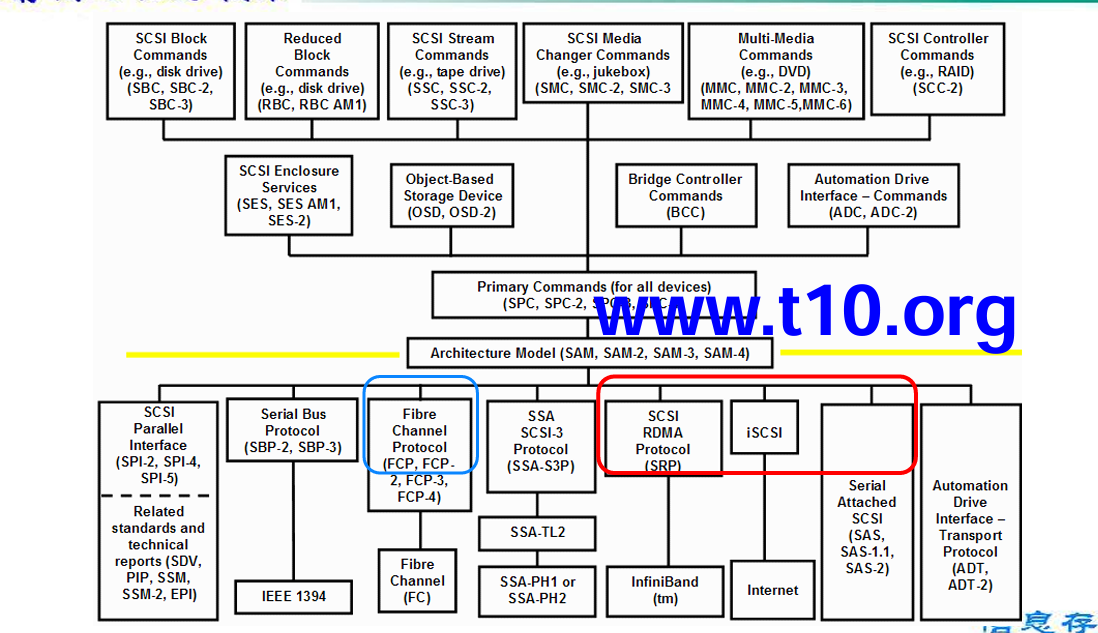 SCSI Block
Commands
(e.g., disk drive)
(SBC, SBC-2,
SBC-3)
Reduced
Block
Commands
(e.g., disk drive)
(RBC, RBC AM1)
SCSI Stream
Commands
(e.g., tape drive)
(SSC, SSC-2,
SSC-3)
SCSI Media
Changer Commands
(e.g., jukebox)
(SMC, SMC-2, SMC-3
Multi-Media
Commands
(e.g., DVD)
(MMC, MMC-2, MMC-3,
MMC-4, MMC-5,MMC-6)
SCSI Controller
Commands
(e.g., RAID)
(SCC-2)
SCSI Enclosure
Services
(SES, SES AM1,
SES-2)
Object-Based
Storage Device
(OSD, OSD-2)
Bridge Controller
Commands
(BCC)
Automation Drive
Interface – Commands
(ADC, ADC-2)
Primary Commands (for all devices)
(SPC, SPC-2,
www.t10.org
Architecture Model (SAM, SAM-2, SAM-3, SAM-4)
SCSI
Parallel
Interface
(SPI-2, SPI-4,
SPI-5)
Related
standards and
technical
reports (SDV,
PIP, SSM,
SSM-2, EPI)
Serial Bus
Protocol
(SBP-2, SBP-3)
IEEE 1394
Fibre
Channel
Protocol
(FCP, FCP-
2, FCP-3,
FCP-4)
Fibre
Channel
(FC)
SSA
SCSI-3
Protocol
(SSA-S3P)
SSA-TL2
SSA-PH1 or
SSA-PH2
SCSI
RDMA
Protocol
(SRP)
InfiniBand
(tm)
iSCSI
Internet
Serial
Attached
SCSI
(SAS,
SAS-1.1,
SAS-2)
Automation
Drive
Interface –
Transport
Protocol
(ADT,
ADT-2)
息存